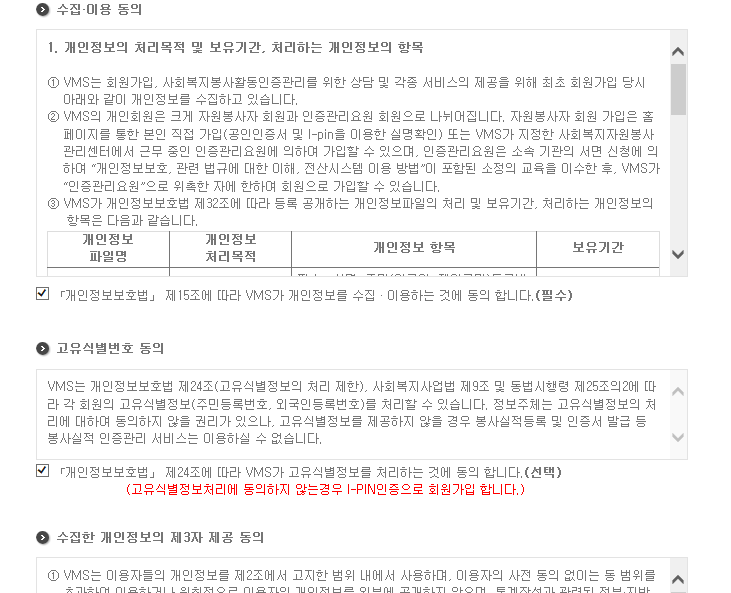 수집·이용 동의
1. 개인정보의 처리목적 및 보유기간, 처리하는 개인정보의 항목
① VMS는 회원가입, 사회복지봉사활동인증관리를 위한 상담 및 각종 서비스의 제공을 위해 최초 회원가입 당시
아래와 같이 개인정보를 수집하고 있습니다.
② VMS의 개인회원은 크게 자원봉사자 회원과 인증관리요원 회원으로 나뉘어집니다. 자원봉사자 회원 가입은 홈
페이지를 통한 본인 직접 가입(공인인증서 및 I-pin을 이용한 실명확인) 또는 VMS가 지정한 사회복지자원봉사
관리센터에서 근무 중인 인증관리요원에 의하여 가입할 수 있으며, 인증관리요원은 소속 기관의 서면 신청에 의
하여 “개인정보보호, 관련 법규에 대한 이해, 전산시스템 이용 방법”이 포함된 소정의 교육을 이수한 후, VMS가
“인증관리요원”으로 위촉한 자에 한하여 회원으로 가입할 수 있습니다.
③ VMS가 개인정보보호법 제32조에 따라 등록 공개하는 개인정보파일의 처리 및 보유기간, 처리하는 개인정보의
항목은 다음과 같습니다.
개인정보 개인정보 개인정보 항목 보유기간
파일명 처리목적
「개인정보보호법」 제15조에 따라 VMS가 개인정보를 수집 · 이용하는 것에 동의 합니다.(필수)
고유식별번호 동의
VMS는 개인정보보호법 제24조(고유식별정보의 처리 제한), 사회복지사업법 제9조 및 동법시행령 제25조의2에 따
라 각 회원의 고유식별정보(주민등록번호, 외국인등록번호)를 처리할 수 있습니다. 정보주체는 고유식별정보의 처
리에 대하여 동의하지 않을 권리가 있으나, 고유식별정보를 제공하지 않을 경우 봉사실적등록 및 인증서 발급 등
봉사실적 인증관리 서비스는 이용하실 수 없습니다.
「개인정보보호법」 제24조에 따라 VMS가 고유식별정보를 처리하는 것에 동의 합니다.(선택)
(고유식별정보처리에 동의하지 않는경우 I-PIN인증으로 회원가입 합니다.)
수집한 개인정보의 제3자 제공 동의
① VMS는 이용자들의 개인정보를 제2조에서 고지한 범위 내에서 사용하며, 이용자의 사전 동의 없이는 동 범위를